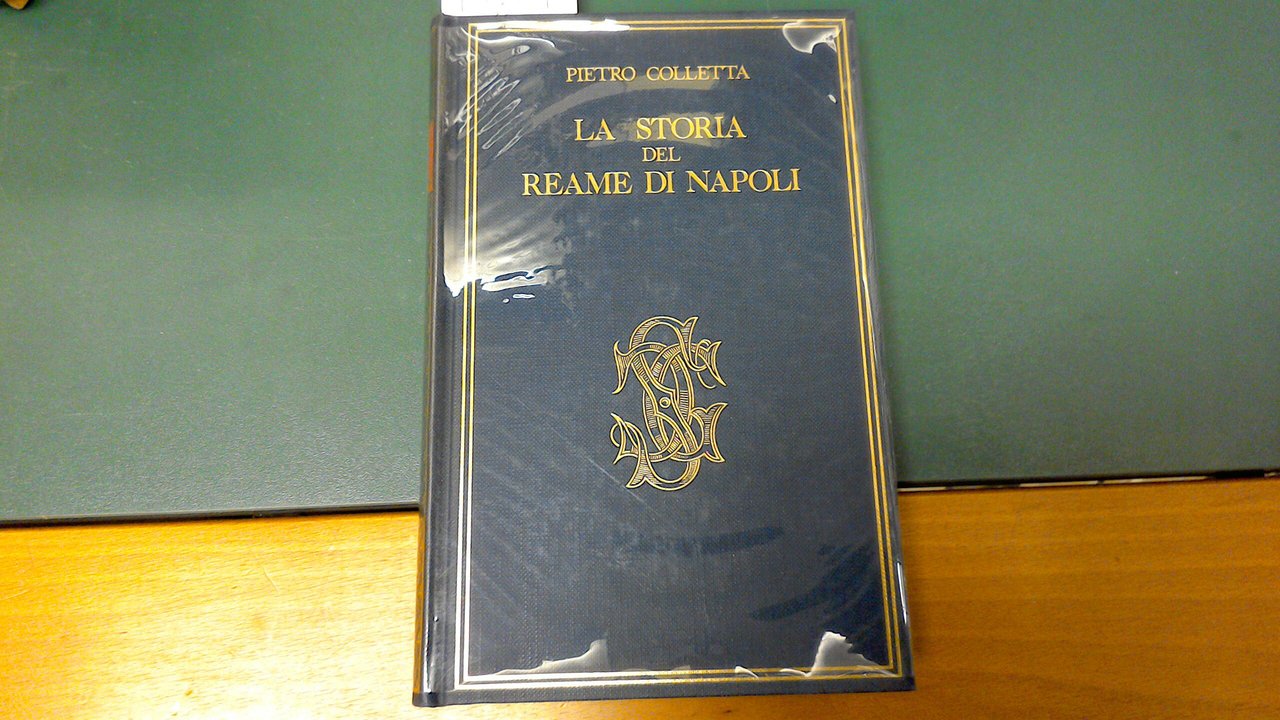 PIETRO COLLETTA
LA STORIA
DEL
REAME DI NAPOLI